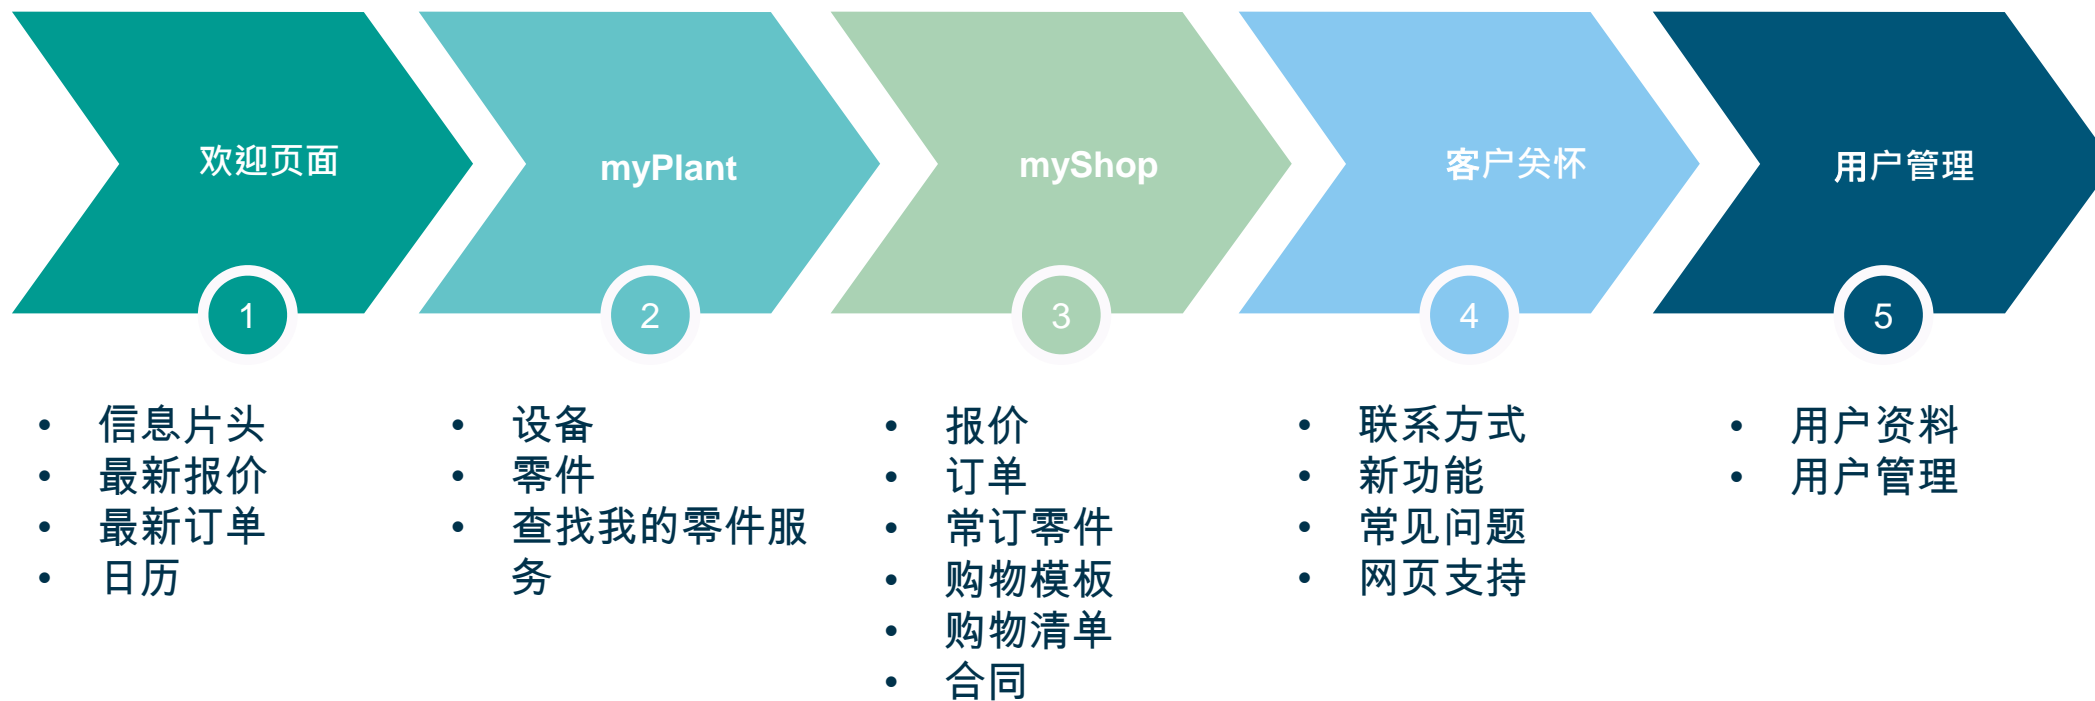 欢迎页面
myPlant
myShop
客户关怀
用户管理
1
2
3
4
5
• 信息片头
• 最新报价
• 最新订单
• 日历
• 设备
• 零件
• 查找我的零件服
务
• 报价
• 订单
• 常订零件
• 购物模板
• 购物清单
• 合同
• 联系方式
• 新功能
• 常见问题
• 网页支持
• 用户资料
• 用户管理